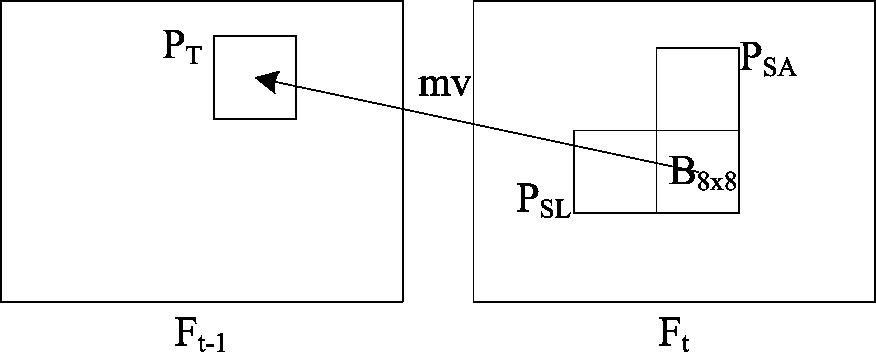 P_T
mv
P_SA
B_8x8
P_SL
F_t-1
F_t